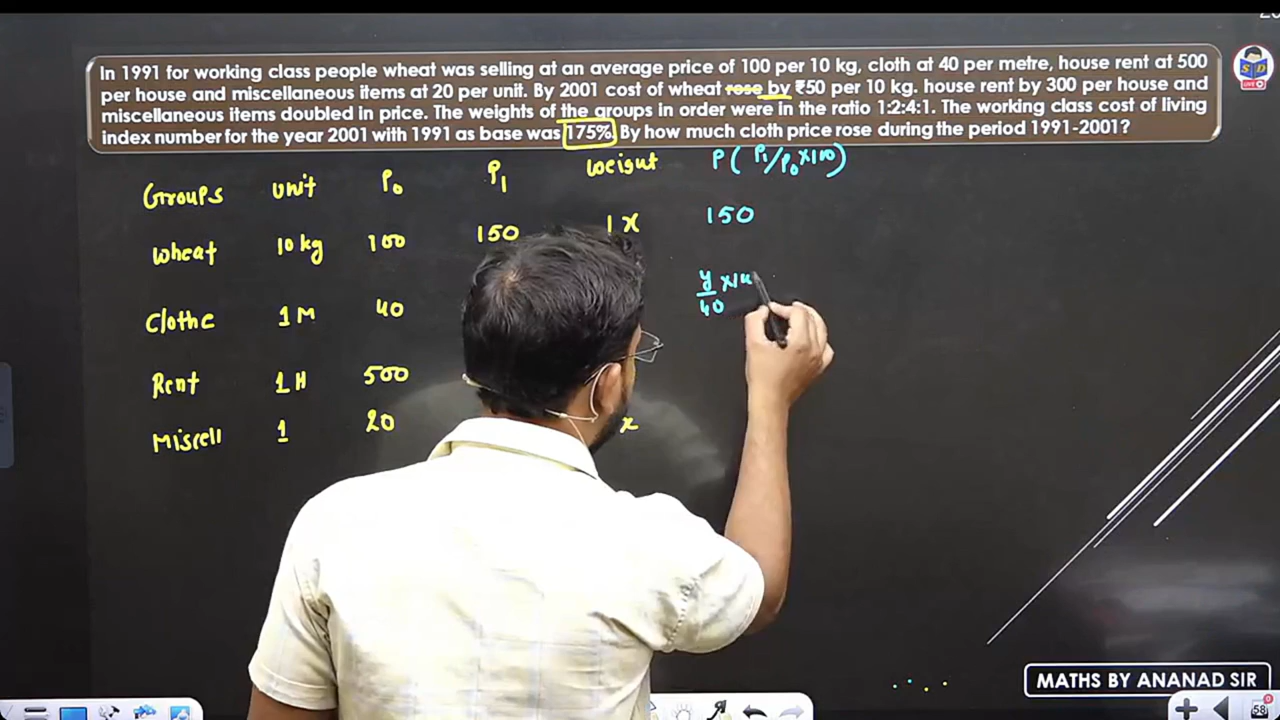 In 1991 for working class people wheat was selling at an average price of 100 per 10 kg, cloth at 40 per metre, house rent at 500
per house and miscellaneous items at 20 per unit. By 2001 cost of wheat rose by ₹50 per 10 kg. house rent by 300 per house and
miscellaneous items doubled in price. The weights of the groups in order were in the ratio 1:2:4:1. The working class cost of living
index number for the year 2001 with 1991 as base was 175%. By how much cloth price rose during the period 1991-2001?
Groups Unit P0 P1 Weight P (P1/P0 ×100)
Wheat 10 kg 100 150 1 x 150
Clothe 1 M 40 y/40
Rent 1 H 500
Miscell 1 20 x
MATHS BY ANANAD SIR
58